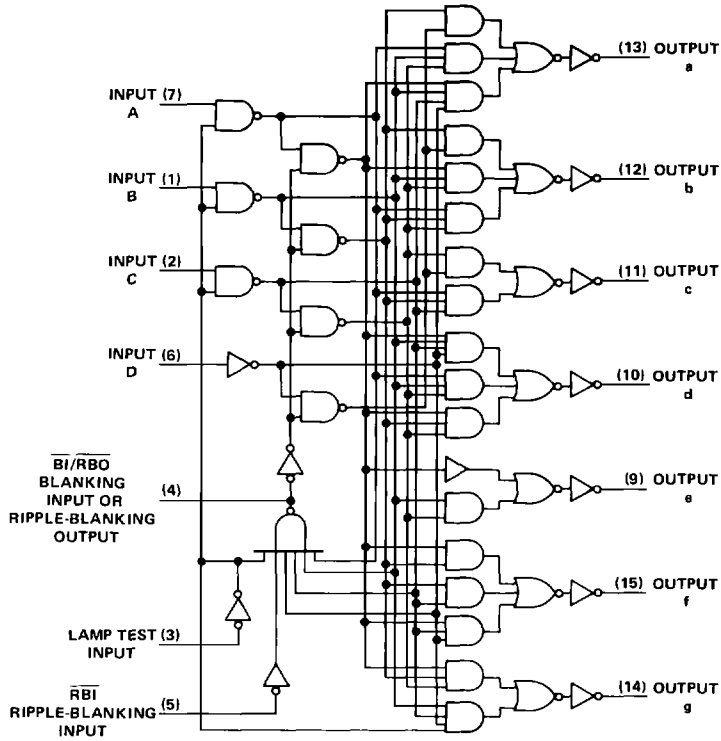 (13) OUTPUT
a
INPUT (7)
A
INPUT (1)
B
(12) OUTPUT
b
INPUT (2)
C
(11) OUTPUT
c
INPUT (6)
D
(10) OUTPUT
d
BI/RBO
BLANKING (4)
INPUT OR
RIPPLE-BLANKING
OUTPUT
(9) OUTPUT
e
(15) OUTPUT
f
LAMP TEST (3)
INPUT
RBI
RIPPLE-BLANKING (5)
INPUT
(14) OUTPUT
g